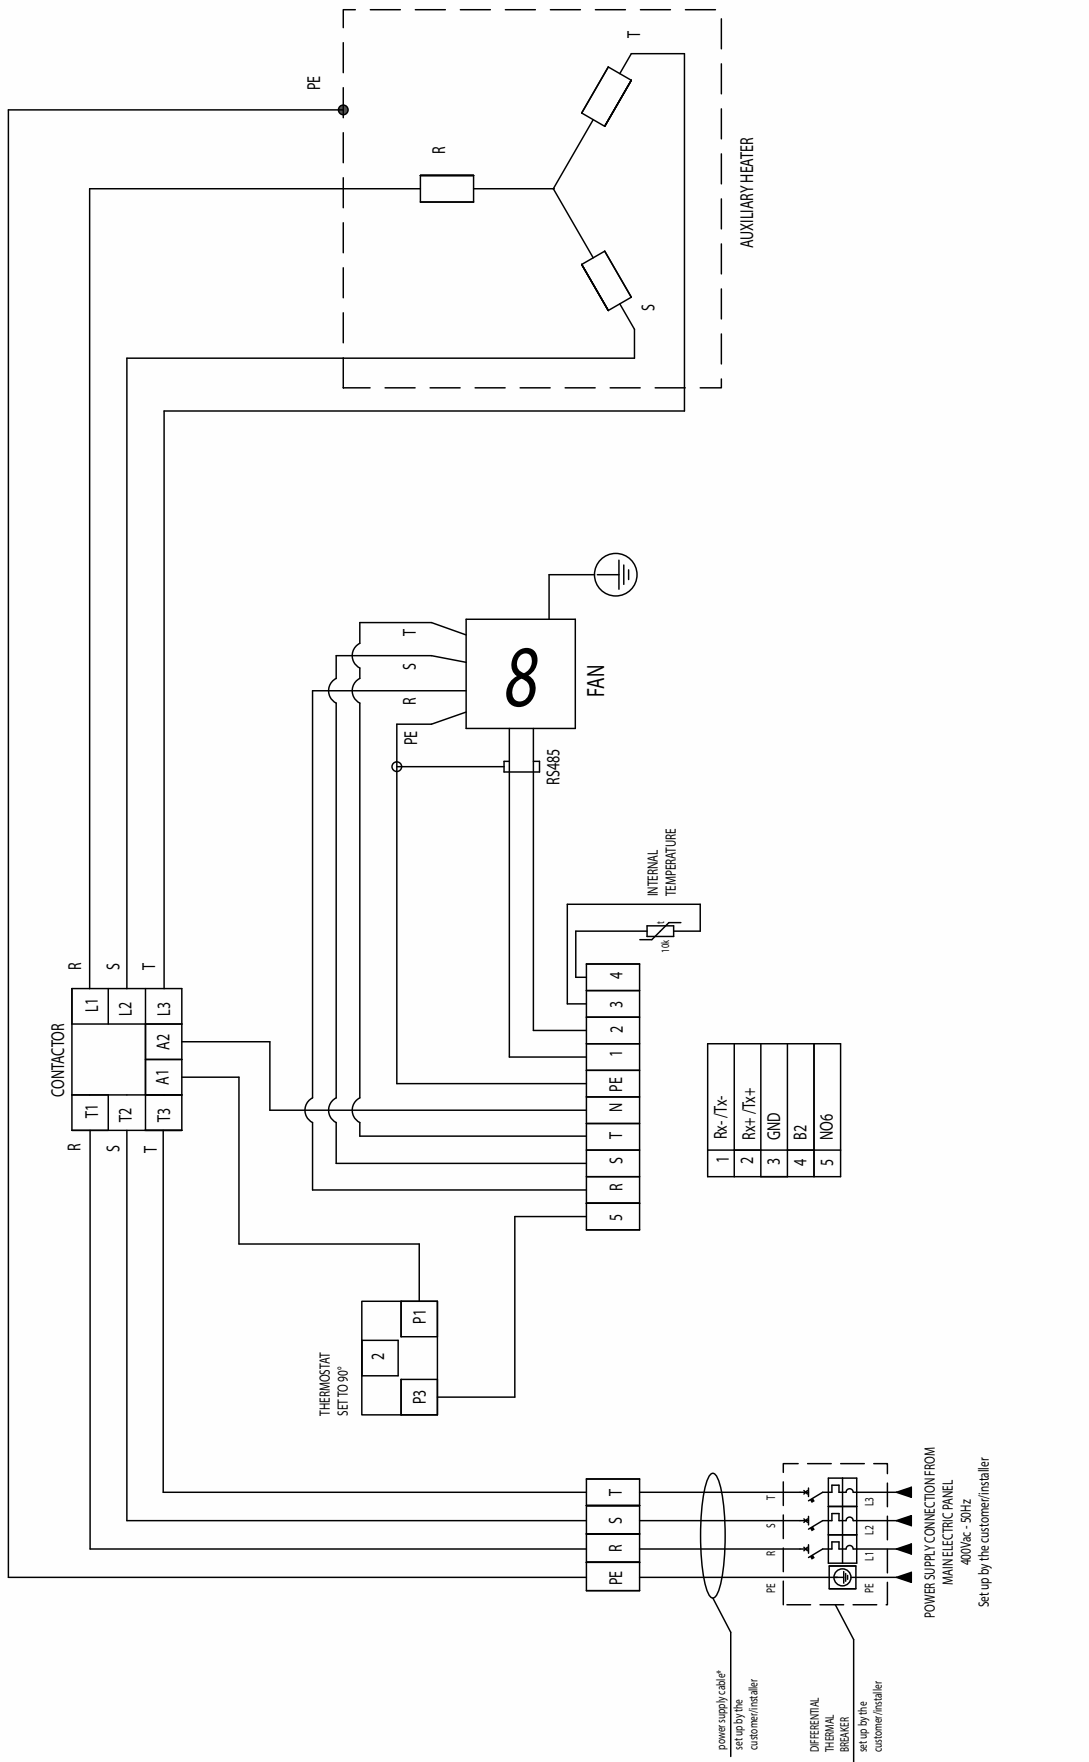 PE
R
T
S
AUXILIARY HEATER
CONTACTOR
R
S
T
L1
L2
L3
A2
A1
T1
T2
T3
R
S
T
T
S
R
PE
8
FAN
RS485
INTERNAL
TEMPERATURE
10k
t
4
3
2
1
PE
N
T
S
R
5
1 Rx- /Tx-
2 Rx+ /Tx+
3 GND
4 B2
5 NO6
THERMOSTAT
SET TO 90°
P1
2
P3
T
S
R
PE
T
S
R
PE
L3
L2
L1
PE
POWER SUPPLY CONNECTION FROM
MAIN ELECTRIC PANEL
400Vac - 50Hz
Set up by the customer/installer
power supply cable*
set up by the
customer/installer
DIFFERENTIAL
THERMAL
BREAKER
set up by the
customer/installer